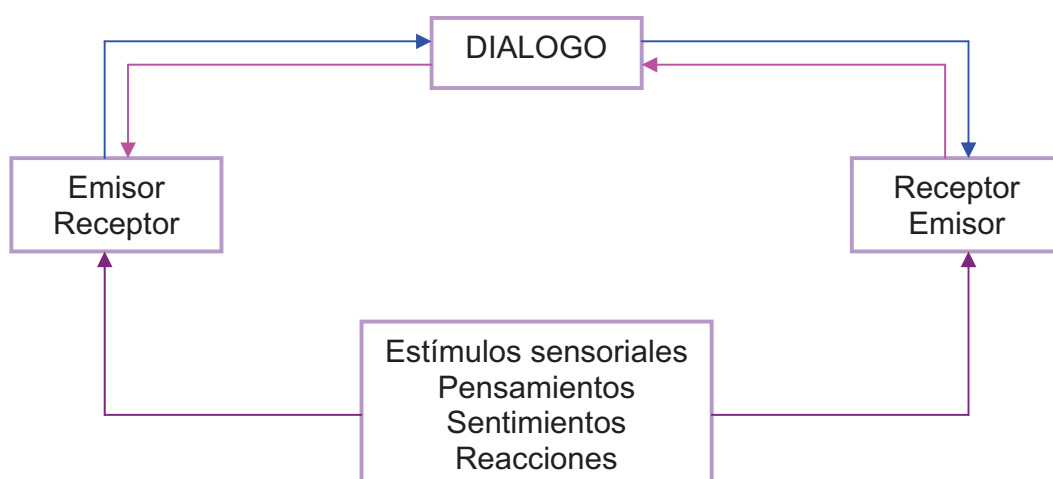 DIALOGO
Emisor
Receptor
Receptor
Emisor
Estímulos sensoriales
Pensamientos
Sentimientos
Reacciones